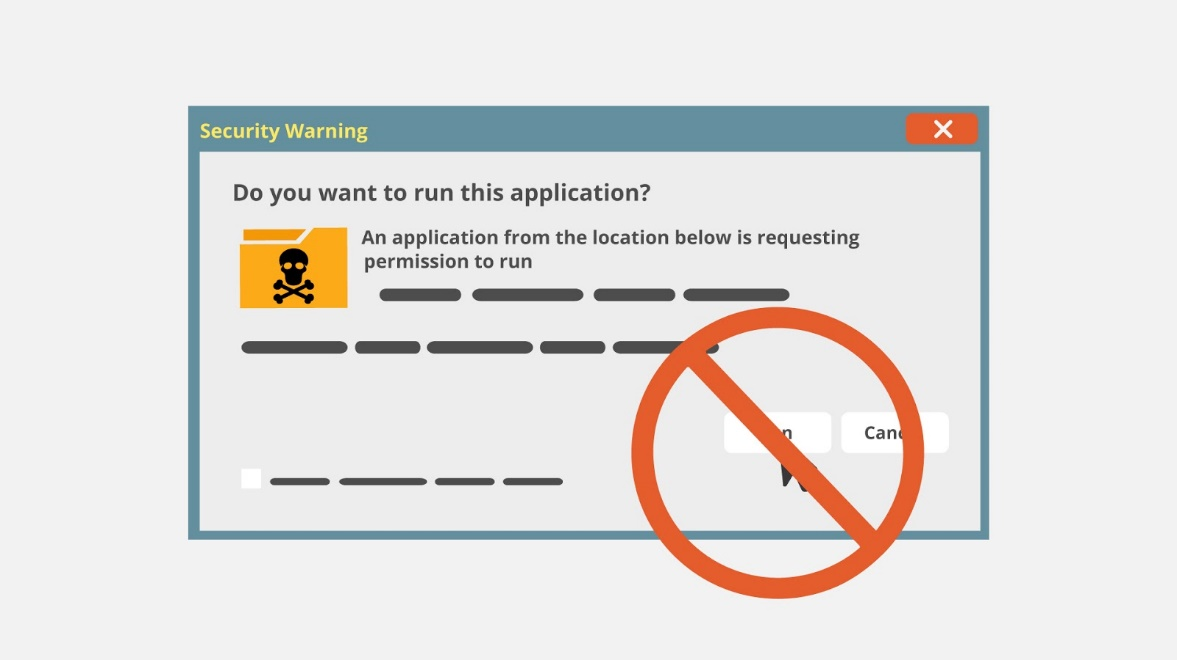 Security Warning
Do you want to run this application?
An application from the location below is requesting
permission to run